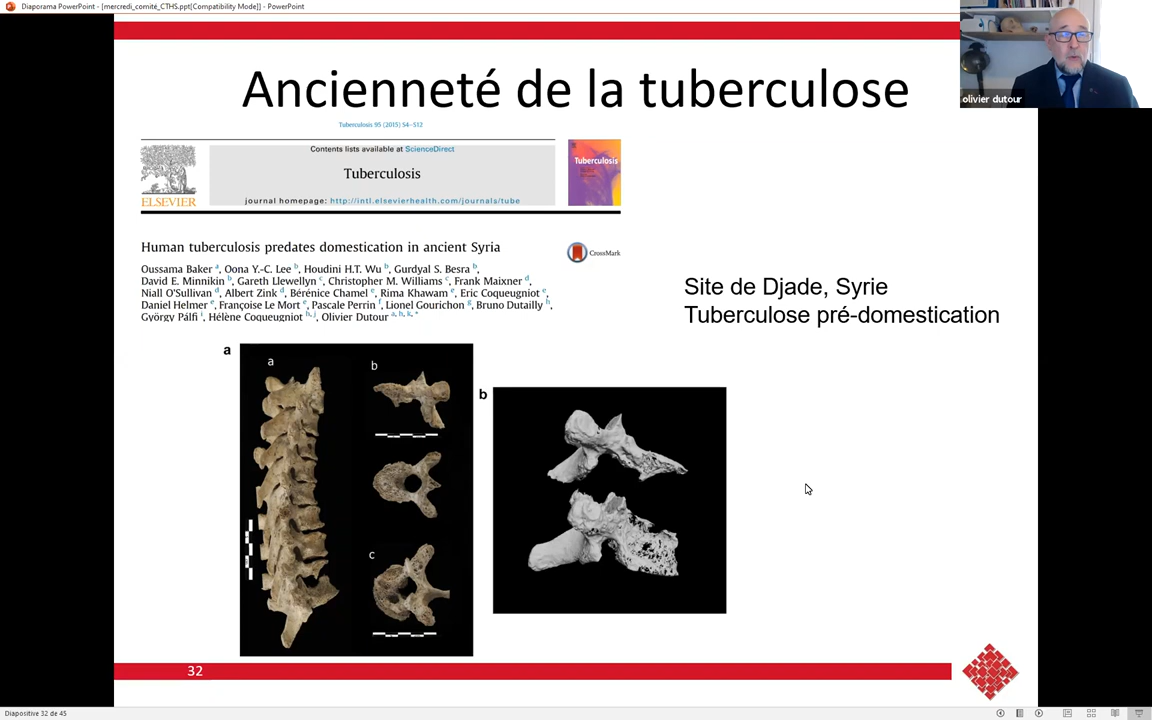 Diaporama PowerPoint - [mercredi_comité_CTHS.ppt[Compatibility Mode]] - PowerPoint
olivier dutour
Ancienneté de la tuberculose
Tuberculosis 95 (2015) S4-S12
Contents lists available at ScienceDirect
Tuberculosis
journal homepage: http://intl.elsevierhealth.com/journals/tube
ELSEVIER
Tuberculosis
Human tuberculosis predates domestication in ancient Syria
CrossMark
Oussama Baker a, Oona Y.-C. Lee b, Houdini H.T. Wu b, Gurdyal S. Besra b,
David E. Minnikin b, Gareth Llewellyn c, Christopher M. Williams c, Frank Maixner d,
Niall O'Sullivan d, Albert Zink d, Bérénice Chamel e, Rima Khawam e, Eric Coqueugniot e,
Daniel Helmer e, Françoise Le Mort e, Pascale Perrin f, Lionel Gourichon g, Bruno Dutailly h,
György Pálfi i, Hélène Coqueugniot h, j, Olivier Dutour a, h, k, *
Site de Djade, Syrie
Tuberculose pré-domestication
a
a
b
c
b
32
Diapositive 32 de 45